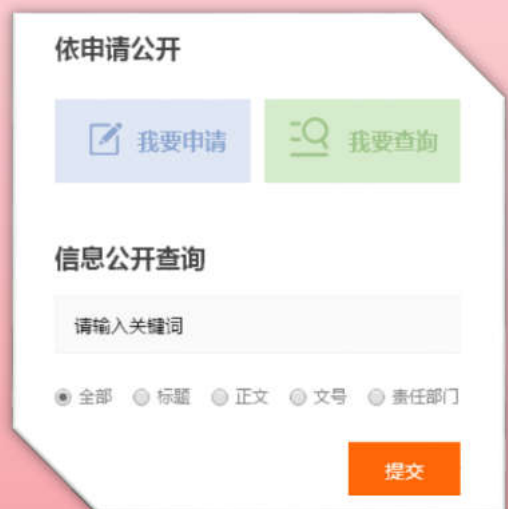 依申请公开
我要申请 我要查询
信息公开查询
请输入关键词
全部 标题 正文 文号 责任部门
提交